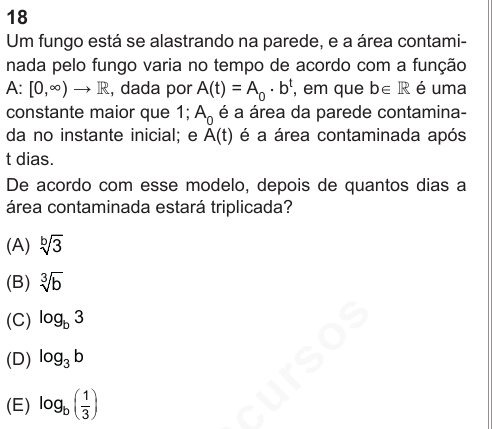 18
Um fungo está se alastrando na parede, e a área contami-
nada pelo fungo varia no tempo de acordo com a função
A: [0,∞) → ℝ, dada por A(t) = A₀ . bᵗ, em que b∈ ℝ é uma
constante maior que 1; A₀ é a área da parede contamina-
da no instante inicial; e A(t) é a área contaminada após
t dias.
De acordo com esse modelo, depois de quantos dias a
área contaminada estará triplicada?
(A) ᵇ√3
(B) ³√b
(C) log_b 3
(D) log₃ b
(E) log_b (1/3)
cursos